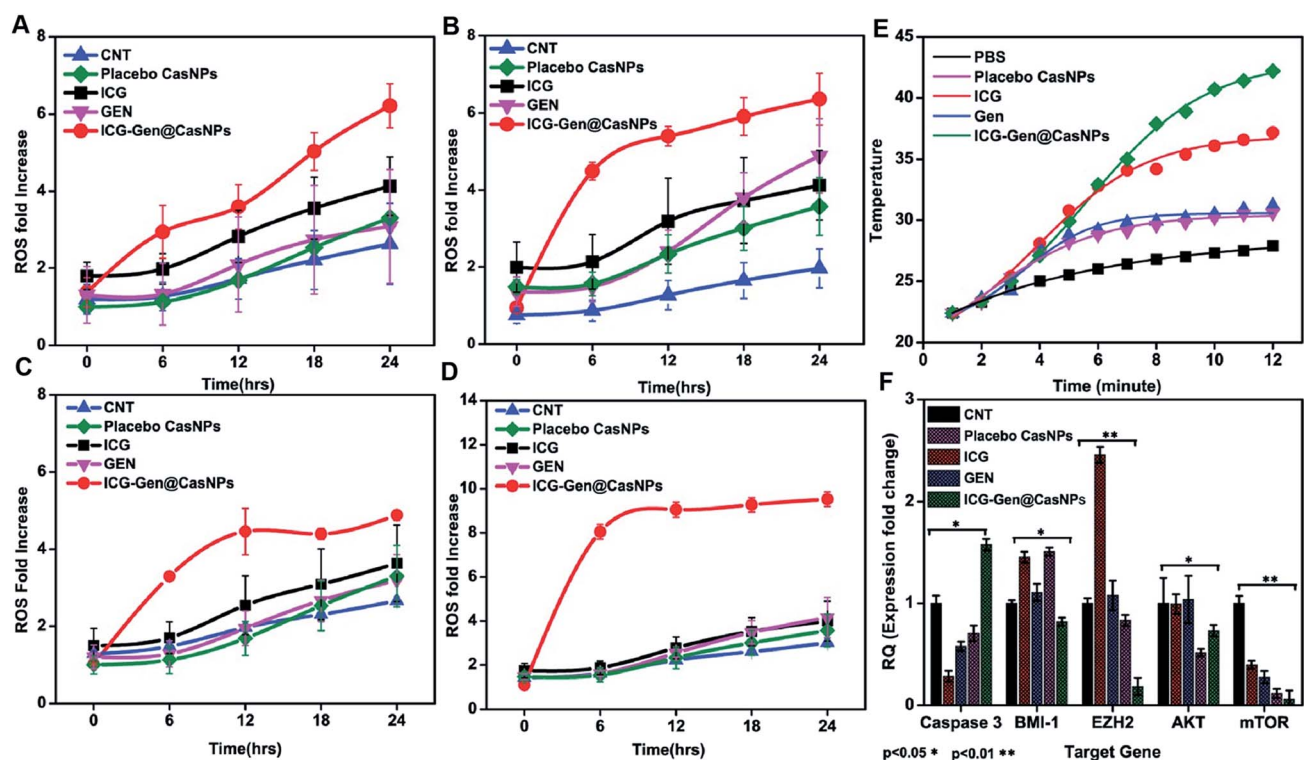 A
ROS fold Increase
8
6
4
2
0
CNT
Placebo CasNPs
ICG
GEN
ICG-Gen@CasNPs
0 6 12 18 24
Time(hrs)
B
ROS fold Increase
8
6
4
2
0
CNT
Placebo CasNPs
ICG
GEN
ICG-Gen@CasNPs
0 6 12 18 24
Time(hrs)
E
Temperature
45
40
35
30
25
20
PBS
Placebo CasNPs
ICG
Gen
ICG-Gen@CasNPs
0 2 4 6 8 10 12
Time (minute)
C
ROS Fold Increase
8
6
4
2
0
CNT
Placebo CasNPs
ICG
GEN
ICG-Gen@CasNPs
0 6 12 18 24
Time(hrs)
D
ROS fold Increase
14
12
10
8
6
4
2
0
CNT
Placebo CasNPs
ICG
GEN
ICG-Gen@CasNPs
0 6 12 18 24
Time(hrs)
F
RQ (Expression fold change)
3
2
1
0
CNT
Placebo CasNPs
ICG
GEN
ICG-Gen@CasNPs
* * ** * **
Caspase 3 BMI-1 EZH2 AKT mTOR
p<0.05 * p<0.01 ** Target Gene